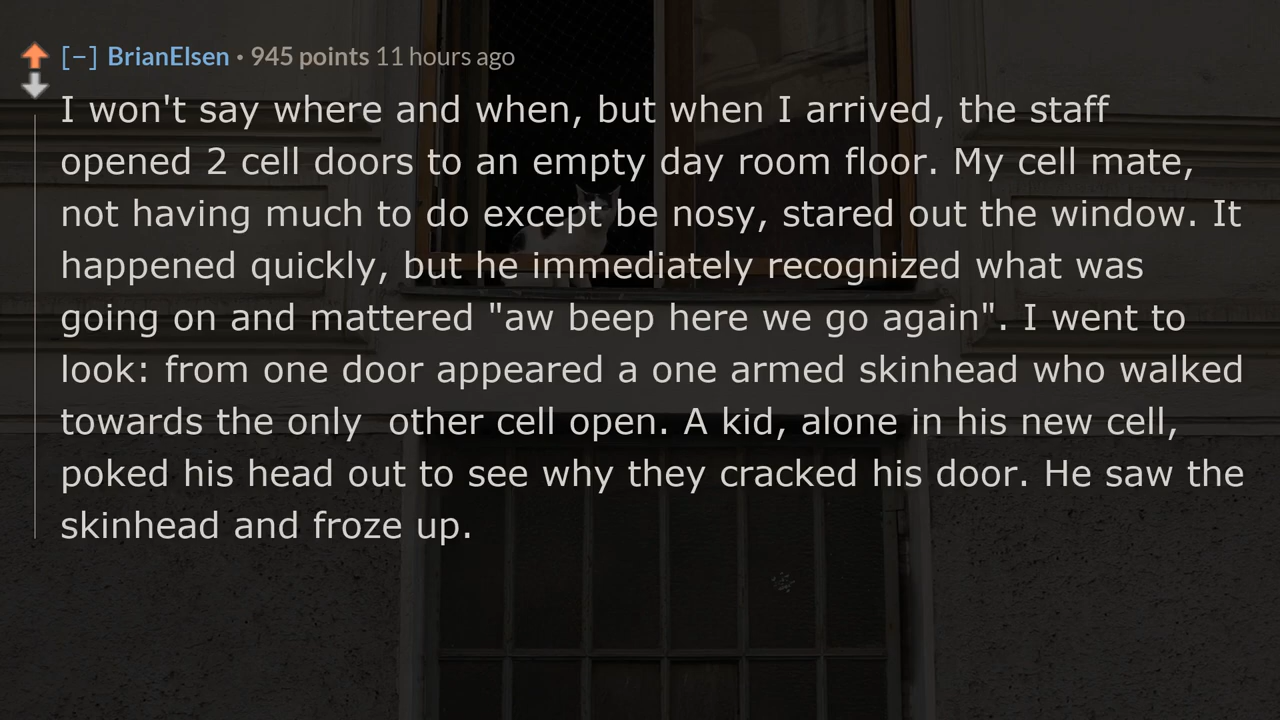 [–] BrianElsen • 945 points 11 hours ago
I won't say where and when, but when I arrived, the staff
opened 2 cell doors to an empty day room floor. My cell mate,
not having much to do except be nosy, stared out the window. It
happened quickly, but he immediately recognized what was
going on and mattered "aw beep here we go again". I went to
look: from one door appeared a one armed skinhead who walked
towards the only  other cell open. A kid, alone in his new cell,
poked his head out to see why they cracked his door. He saw the
skinhead and froze up.